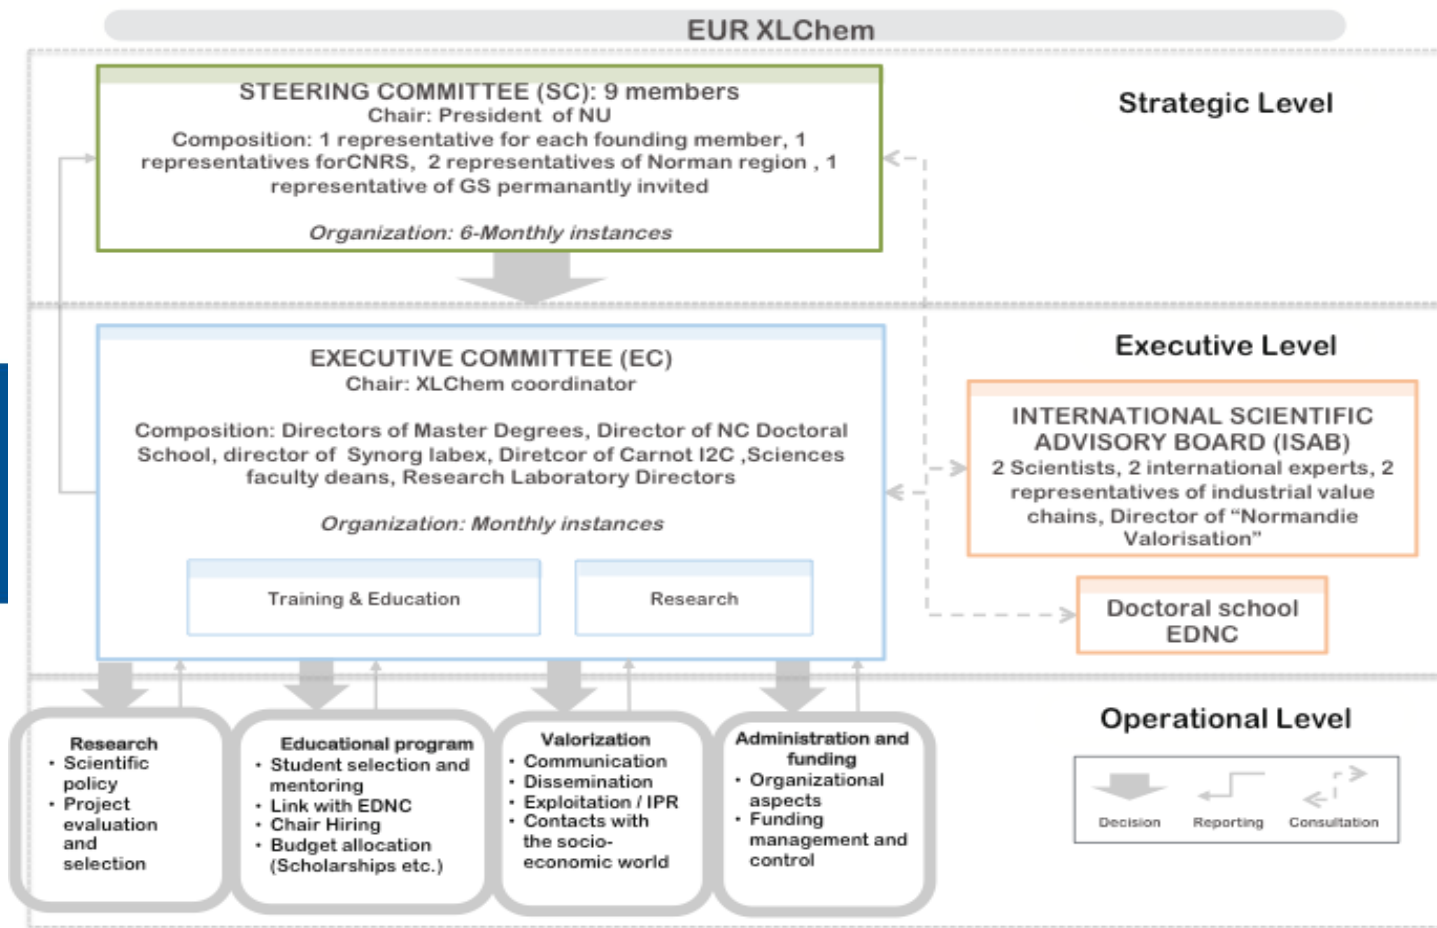 EUR XLChem
STEERING COMMITTEE (SC): 9 members
Chair: President of NU
Composition: 1 representative for each founding member, 1
representatives forCNRS, 2 representatives of Norman region , 1
representative of GS permanantly invited
Organization: 6-Monthly instances
Strategic Level
EXECUTIVE COMMITTEE (EC)
Chair: XLChem coordinator
Composition: Directors of Master Degrees, Director of NC Doctoral
School, director of Synorg labex, Diretcor of Carnot I2C ,Sciences
faculty deans, Research Laboratory Directors
Organization: Monthly instances
Training & Education
Research
Executive Level
INTERNATIONAL SCIENTIFIC
ADVISORY BOARD (ISAB)
2 Scientists, 2 international experts, 2
representatives of industrial value
chains, Director of “Normandie
Valorisation”
Doctoral school
EDNC
Research
• Scientific
policy
• Project
evaluation
and
selection
Educational program
• Student selection and
mentoring
• Link with EDNC
• Chair Hiring
• Budget allocation
(Scholarships etc.)
Valorization
• Communication
• Dissemination
• Exploitation / IPR
• Contacts with
the socio-
economic world
Administration and
funding
• Organizational
aspects
• Funding
management and
control
Operational Level
Decision
Reporting
Consultation